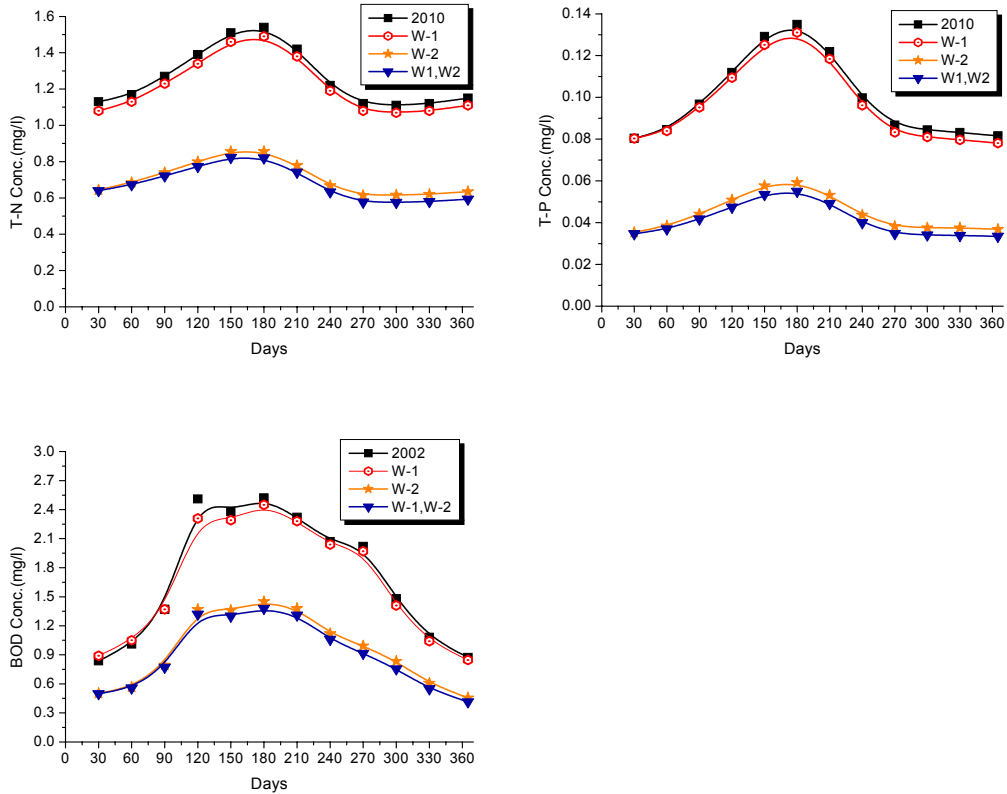 T-N Conc.(mg/l)
1.6
1.4
1.2
1.0
0.8
0.6
0.4
0.2
0.0
0 30 60 90 120 150 180 210 240 270 300 330 360
Days
2010
W-1
W-2
W1,W2
T-P Conc.(mg/l)
0.14
0.12
0.10
0.08
0.06
0.04
0.02
0.00
0 30 60 90 120 150 180 210 240 270 300 330 360
Days
2010
W-1
W-2
W1,W2
BOD Conc.(mg/l)
3.0
2.7
2.4
2.1
1.8
1.5
1.2
0.9
0.6
0.3
0.0
0 30 60 90 120 150 180 210 240 270 300 330 360
Days
2002
W-1
W-2
W-1,W-2